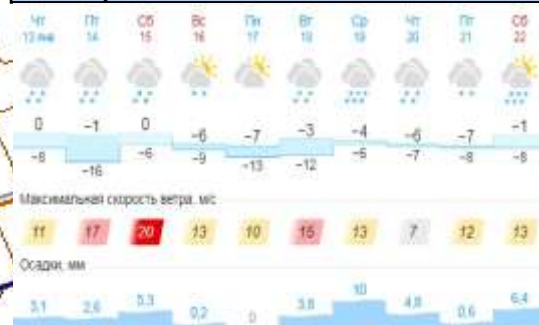 Чт Пт Сб Вс Пн Вт Ср Чт Пт Сб
13 янв 14 15 16 17 18 19 20 21 22
0 −1 0 −6 −7 −3 −4 −6 −7 −1
−8 −16 −6 −9 −13 −12 −6 −7 −8 −8
Максимальная скорость ветра, м/с
11 17 20 13 10 15 13 7 12 13
Осадки, мм
3,1 2,6 5,3 0,2 0 3,8 10 4,8 0,6 6,4